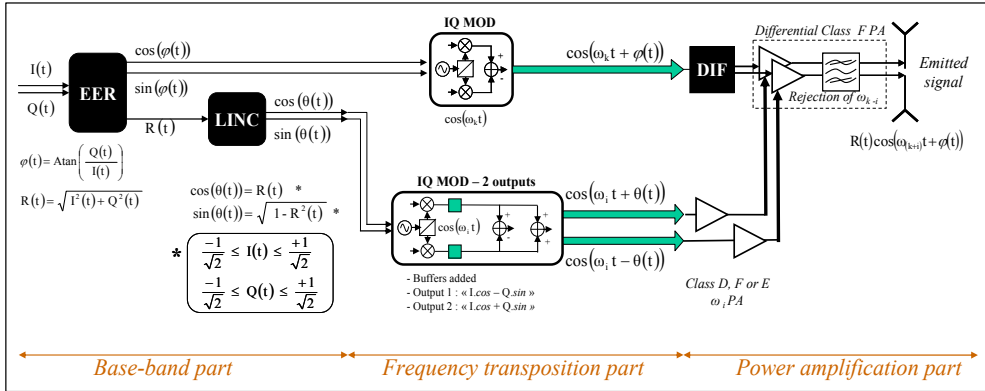 IQ MOD
cos(φ(t))
sin(φ(t))
I(t)
Q(t)
EER
R(t)
LINC
cos(θ(t))
sin(θ(t))
cos(ωₖt)
cos(ωₖt + φ(t))
DIF
Differential Class F PA
Rejection of ωₖ₋ᵢ
Emitted
signal
R(t)cos(ω₍ₖ₊ᵢ₎t + φ(t))
φ(t) = Atan(Q(t)/I(t))
R(t) = √(I²(t) + Q²(t))
cos(θ(t)) = R(t) *
sin(θ(t)) = √(1 - R²(t)) *
* -1/√2 ≤ I(t) ≤ +1/√2
-1/√2 ≤ Q(t) ≤ +1/√2
IQ MOD – 2 outputs
cos(ωᵢt)
cos(ωᵢt + θ(t))
cos(ωᵢt − θ(t))
- Buffers added
- Output 1 : « I.cos – Q.sin »
- Output 2 : « I.cos + Q.sin »
Class D, F or E
ωᵢ PA
Base-band part
Frequency transposition part
Power amplification part